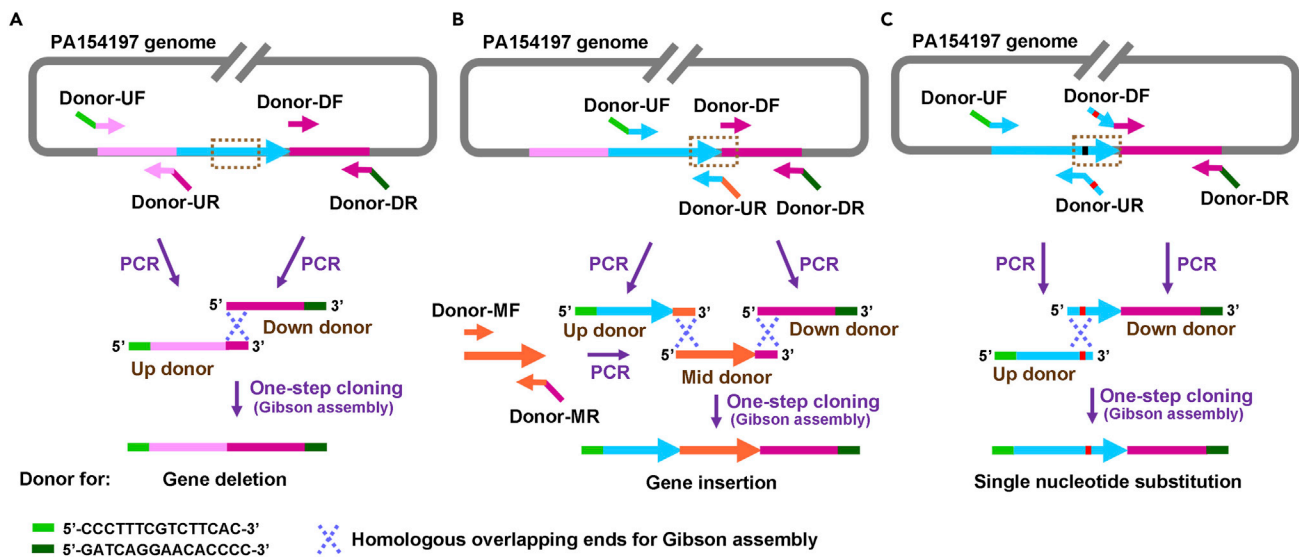 A
PA154197 genome
Donor-UF
Donor-DF
Donor-UR
Donor-DR
PCR
PCR
5’ 3’
Down donor
5’ 3’
Up donor
One-step cloning
(Gibson assembly)
Donor for:
Gene deletion
B
PA154197 genome
Donor-UF
Donor-DF
Donor-UR
Donor-DR
PCR
PCR
Donor-MF
5’ 3’
5’ 3’
Up donor
Down donor
PCR
5’ 3’
Mid donor
Donor-MR
One-step cloning
(Gibson assembly)
Gene insertion
C
PA154197 genome
Donor-UF
Donor-DF
Donor-UR
Donor-DR
PCR
PCR
5’ 3’
Down donor
5’ 3’
Up donor
One-step cloning
(Gibson assembly)
Single nucleotide substitution
5’-CCCTTTCGTCTTCAC-3’
5’-GATCAGGAACACCCC-3’
Homologous overlapping ends for Gibson assembly